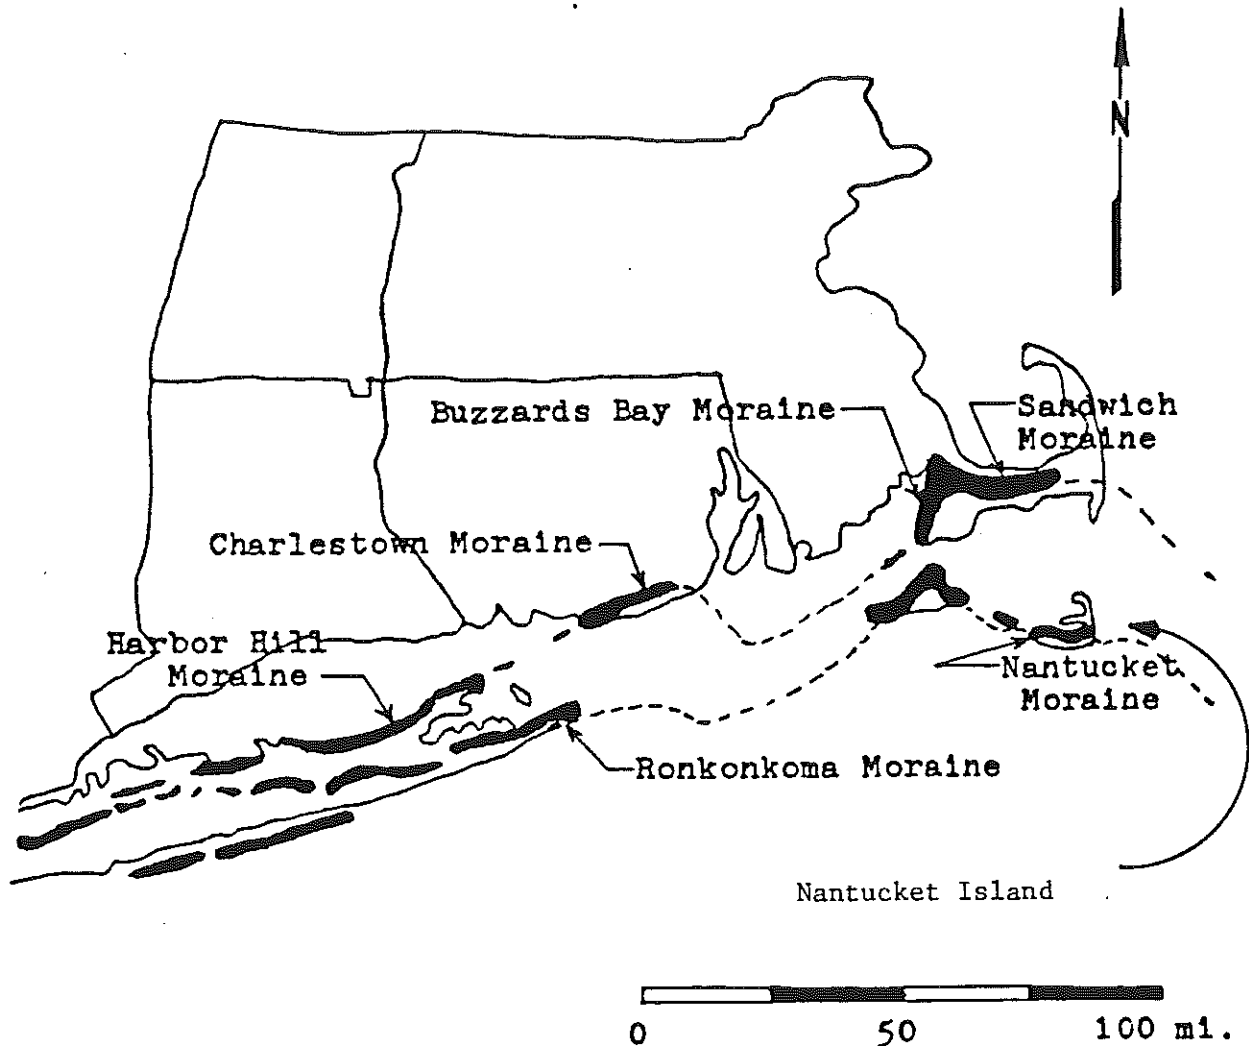 N
Buzzards Bay Moraine
Sandwich
Moraine
Charlestown Moraine
Harbor Hill
Moraine
Nantucket
Moraine
Ronkonkoma Moraine
Nantucket Island
0 50 100 mi.